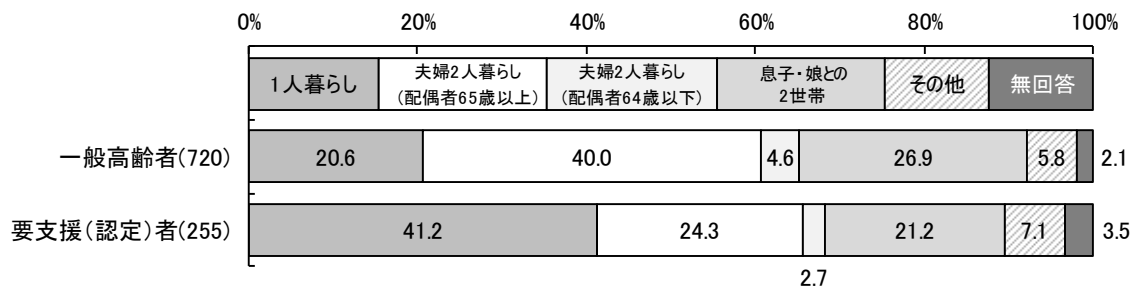 0% 20% 40% 60% 80% 100%
1人暮らし
夫婦2人暮らし
(配偶者65歳以上)
夫婦2人暮らし
(配偶者64歳以下)
息子・娘との
2世帯
その他
無回答
一般高齢者(720) 20.6 40.0 4.6 26.9 5.8 2.1
要支援(認定)者(255) 41.2 24.3 21.2 7.1 3.5
2.7